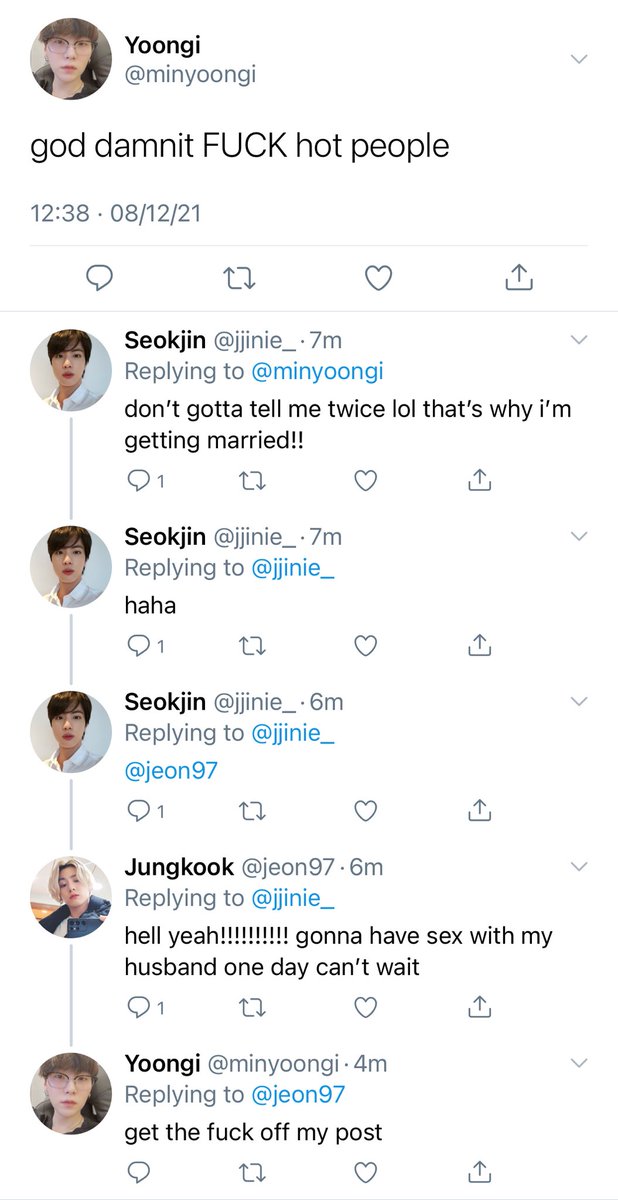 Yoongi
@minyoongi
god damnit FUCK hot people
12:38 · 08/12/21
Seokjin @jjinie_ · 7m
Replying to @minyoongi
don't gotta tell me twice lol that's why i'm
getting married!!
1
Seokjin @jjinie_ · 7m
Replying to @jjinie_
haha
1
Seokjin @jjinie_ · 6m
Replying to @jjinie_
@jeon97
1
Jungkook @jeon97 · 6m
Replying to @jjinie_
hell yeah!!!!!!!!!! gonna have sex with my
husband one day can't wait
1
Yoongi @minyoongi · 4m
Replying to @jeon97
get the fuck off my post